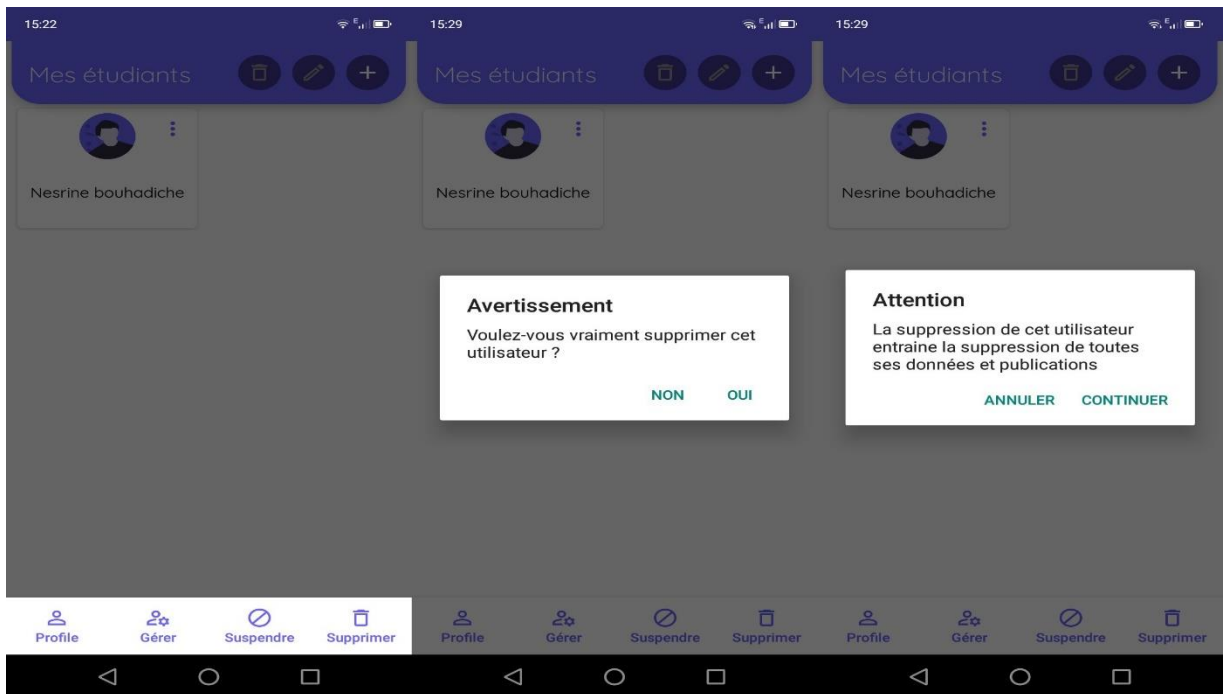 15:22
E
Mes étudiants
Nesrine bouhadiche
Profile
Gérer
Suspendre
Supprimer
15:29
E
Mes étudiants
Nesrine bouhadiche
Avertissement
Voulez-vous vraiment supprimer cet
utilisateur ?
NON OUI
Profile
Gérer
Suspendre
Supprimer
15:29
E
Mes étudiants
Nesrine bouhadiche
Attention
La suppression de cet utilisateur
entraine la suppression de toutes
ses données et publications
ANNULER CONTINUER
Profile
Gérer
Suspendre
Supprimer